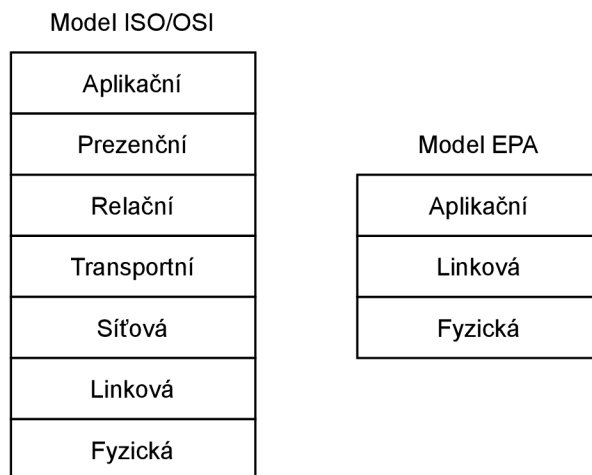 Model ISO/OSI
Aplikační
Prezenční
Relační
Transportní
Síťová
Linková
Fyzická
Model EPA
Aplikační
Linková
Fyzická